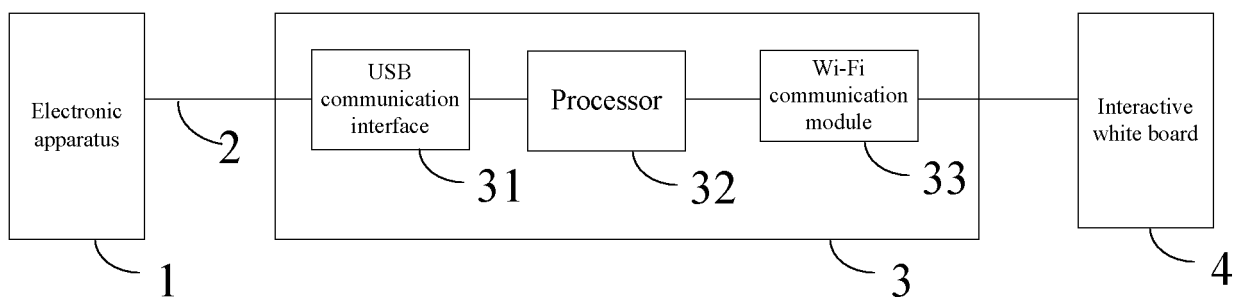 Electronic
apparatus
USB
communication
interface
Processor
Wi-Fi
communication
module
Interactive
white board
2
31
32
33
1
3
4